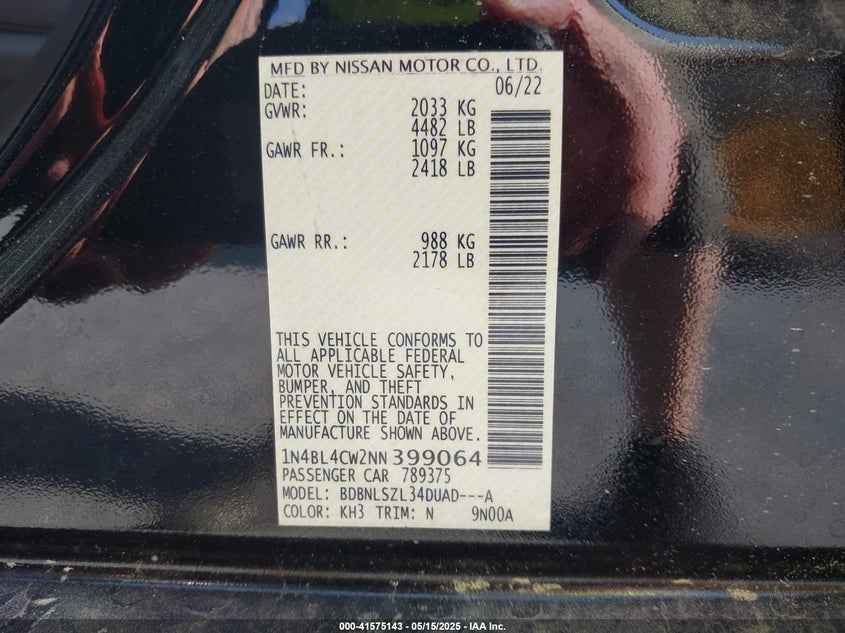 MFD BY NISSAN MOTOR CO., LTD.
DATE: 06/22
GVWR: 2033 KG
4482 LB
GAWR FR.: 1097 KG
2418 LB
GAWR RR.: 988 KG
2178 LB
THIS VEHICLE CONFORMS TO
ALL APPLICABLE FEDERAL
MOTOR VEHICLE SAFETY,
BUMPER, AND THEFT
PREVENTION STANDARDS IN
EFFECT ON THE DATE OF
MANUFACTURE SHOWN ABOVE.
1N4BL4CW2NN 399064
PASSENGER CAR 789375
MODEL: BDBNLSZL34DUAD---A
COLOR: KH3 TRIM: N 9N00A
000-41575143 - 05/15/2025 - IAA Inc.